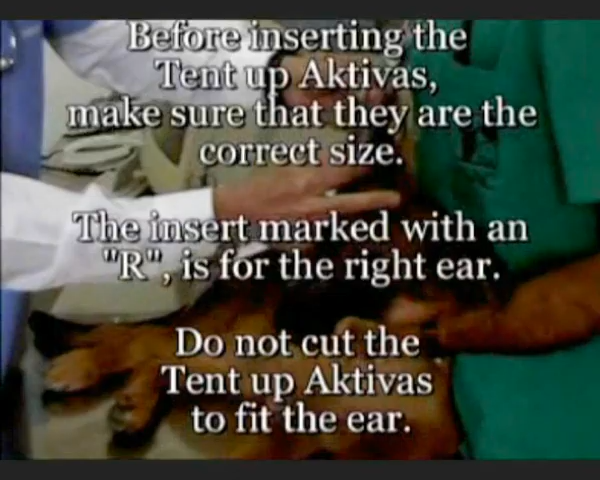 Before inserting the
Tent up Aktivas,
make sure that they are the
correct size.
The insert marked with an
"R", is for the right ear.
Do not cut the
Tent up Aktivas
to fit the ear.